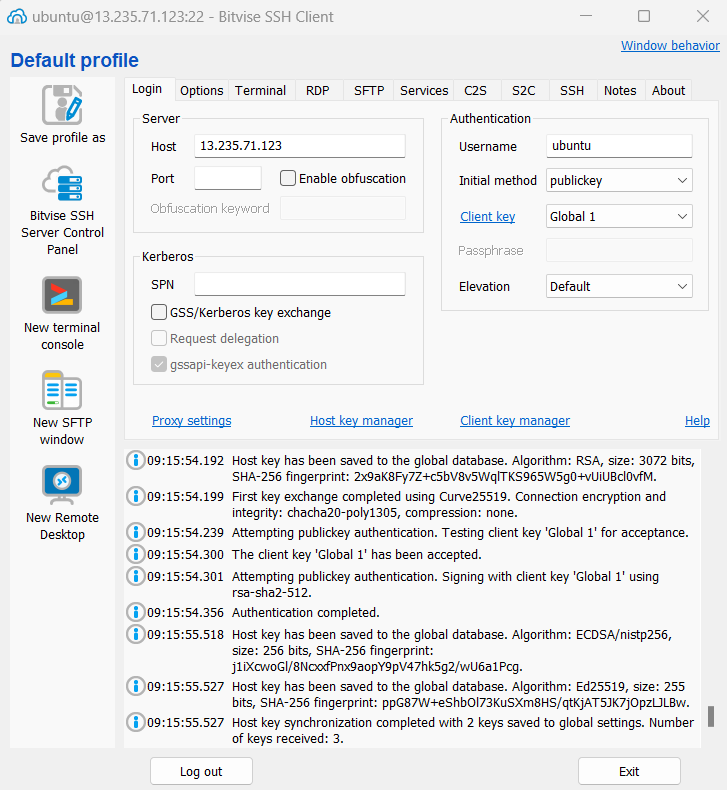 ubuntu@13.235.71.123:22 - Bitvise SSH Client
Default profile
Window behavior
Save profile as
Bitvise SSH
Server Control
Panel
New terminal
console
New SFTP
window
New Remote
Desktop
Login Options Terminal RDP SFTP Services C2S S2C SSH Notes About
Server
Host 13.235.71.123
Port Enable obfuscation
Obfuscation keyword
Kerberos
SPN
GSS/Kerberos key exchange
Request delegation
gssapi-keyex authentication
Authentication
Username ubuntu
Initial method publickey
Client key Global 1
Passphrase
Elevation Default
Proxy settings Host key manager Client key manager Help
09:15:54.192 Host key has been saved to the global database. Algorithm: RSA, size: 3072 bits,
SHA-256 fingerprint: 2x9aK8Fy7Z+c5bV8v5WqlTKS965W5g0+vUiUBcl0vfM.
09:15:54.199 First key exchange completed using Curve25519. Connection encryption and
integrity: chacha20-poly1305, compression: none.
09:15:54.239 Attempting publickey authentication. Testing client key 'Global 1' for acceptance.
09:15:54.300 The client key 'Global 1' has been accepted.
09:15:54.301 Attempting publickey authentication. Signing with client key 'Global 1' using
rsa-sha2-512.
09:15:54.356 Authentication completed.
09:15:55.518 Host key has been saved to the global database. Algorithm: ECDSA/nistp256,
size: 256 bits, SHA-256 fingerprint:
j1iXcwoGl/8NcxxfPnx9aopY9pV47hk5g2/wU6a1Pcg.
09:15:55.527 Host key has been saved to the global database. Algorithm: Ed25519, size: 255
bits, SHA-256 fingerprint: ppG87W+eShbOl73KuSXm8HS/qtKjAT5JK7jOpzLJLBw.
09:15:55.527 Host key synchronization completed with 2 keys saved to global settings. Number
of keys received: 3.
Log out Exit